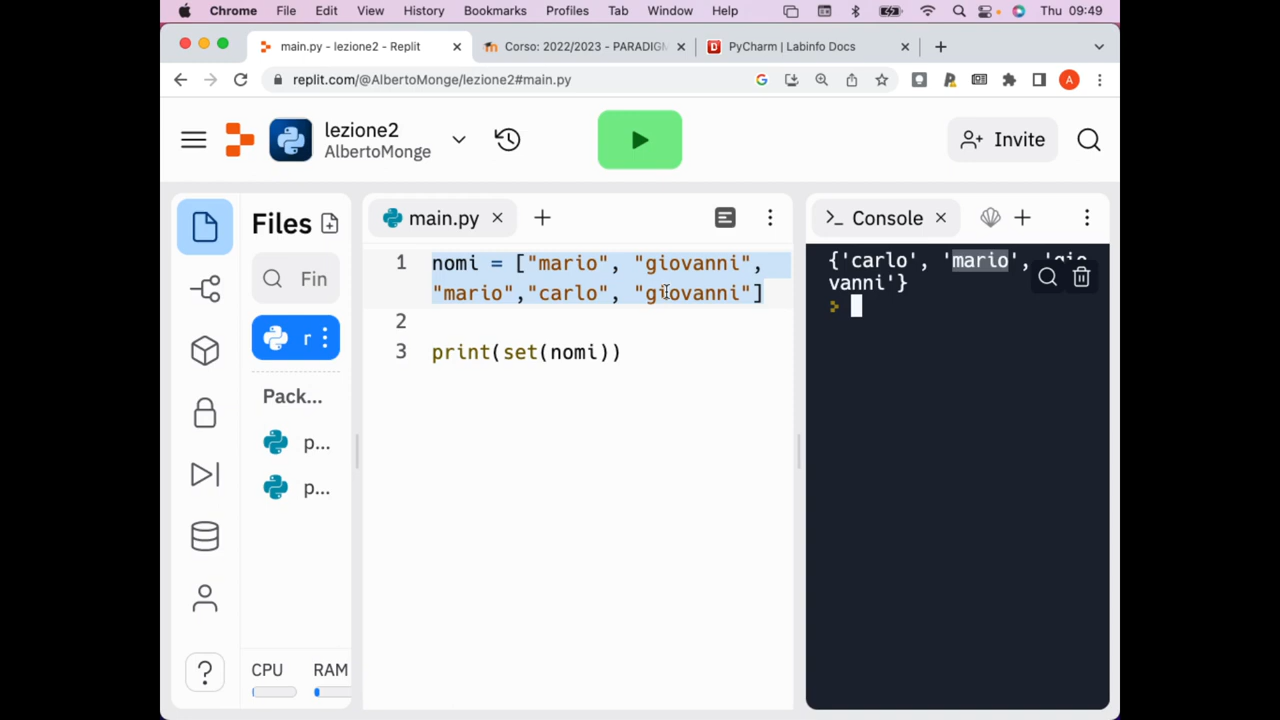 Chrome File Edit View History Bookmarks Profiles Tab Window Help Thu 09:49
main.py - lezione2 - Replit Corso: 2022/2023 - PARADIGM PyCharm | Labinfo Docs
replit.com/@AlbertoMonge/lezione2#main.py A
lezione2
AlbertoMonge
Invite
Files
main.py
Console
Fin
1 nomi = ["mario", "giovanni",
"mario","carlo", "giovanni"]
2
3 print(set(nomi))
{'carlo', 'mario', 'gio
vanni'}
r
Pack...
p...
p...
CPU RAM
?